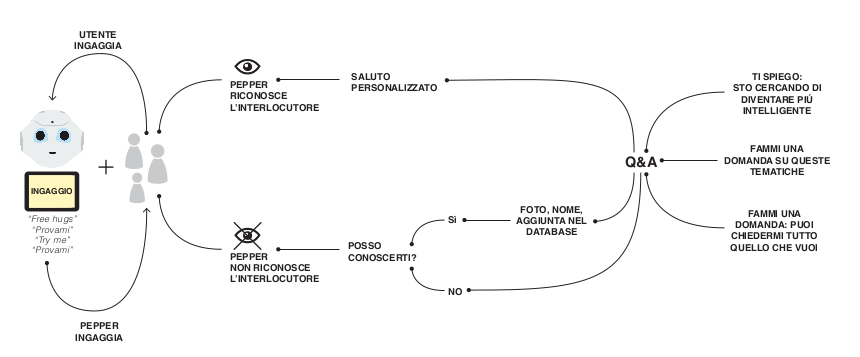 UTENTE
INGAGGIA
INGAGGIO
"Free hugs"
"Provami"
"Try me"
"Provami"
PEPPER
INGAGGIA
PEPPER
RICONOSCE
L'INTERLOCUTORE
SALUTO
PERSONALIZZATO
PEPPER
NON RICONOSCE
L'INTERLOCUTORE
POSSO
CONOSCERTI?
Sì
FOTO, NOME,
AGGIUNTA NEL
DATABASE
NO
Q&A
TI SPIEGO:
STO CERCANDO DI
DIVENTARE PIÚ
INTELLIGENTE
FAMMI UNA
DOMANDA SU QUESTE
TEMATICHE
FAMMI UNA
DOMANDA: PUOI
CHIEDERMI TUTTO
QUELLO CHE VUOI